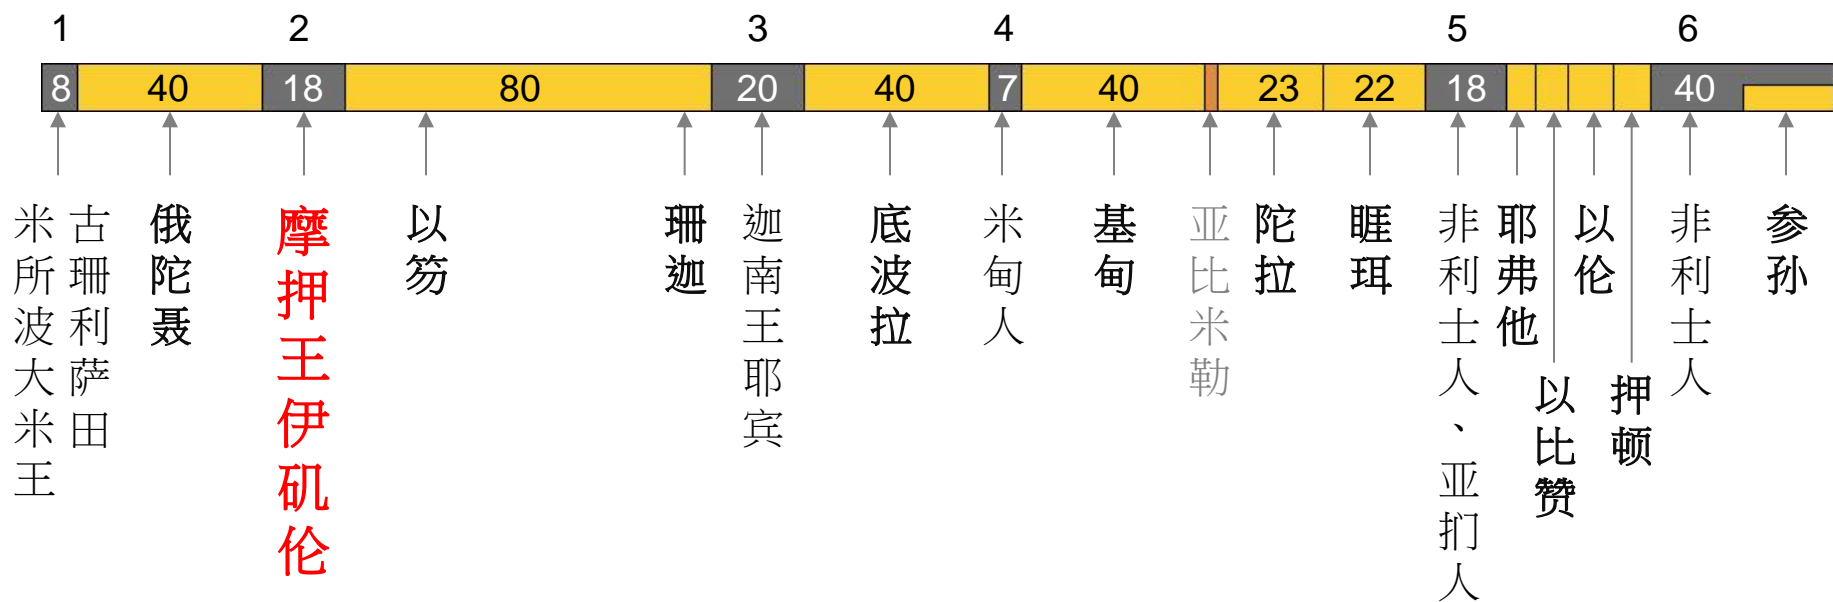 1 2 3 4 5 6
8 40 18 80 20 40 7 40 23 22 18 40
米所波大米王
古珊利萨田
俄陀聂
摩押王伊矶伦
以笏
珊迦
迦南王耶宾
底波拉
米甸人
基甸
亚比米勒
陀拉
睚珥
非利士人、亚扪人
耶弗他
以比赞
以伦
押顿
非利士人
参孙